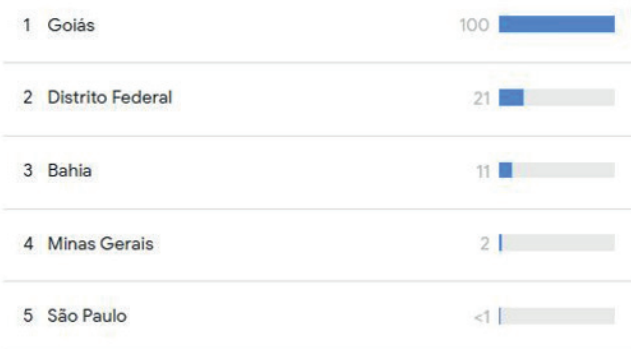 1 Goiás 100
2 Distrito Federal 21
3 Bahia 11
4 Minas Gerais 2
5 São Paulo <1